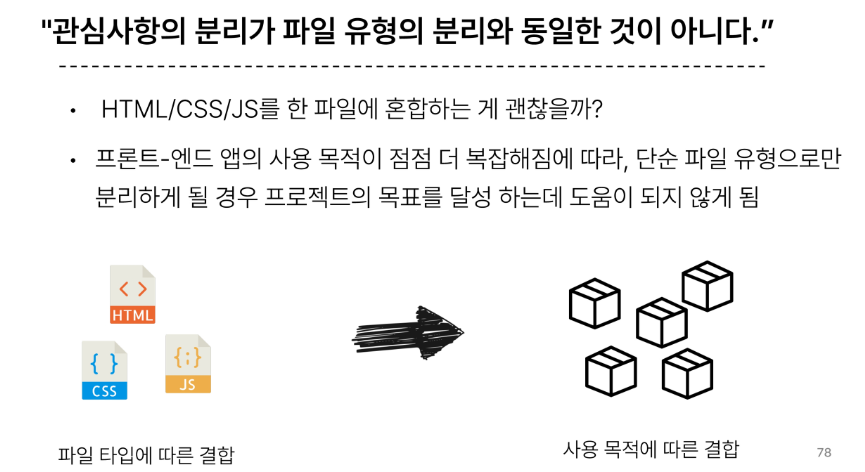 "관심사항의 분리가 파일 유형의 분리와 동일한 것이 아니다.”
• HTML/CSS/JS를 한 파일에 혼합하는 게 괜찮을까?
• 프론트-엔드 앱의 사용 목적이 점점 더 복잡해짐에 따라, 단순 파일 유형으로만
분리하게 될 경우 프로젝트의 목표를 달성 하는데 도움이 되지 않게 됨
< >
HTML
{ }
CSS
{;}
JS
파일 타입에 따른 결합
사용 목적에 따른 결합
78